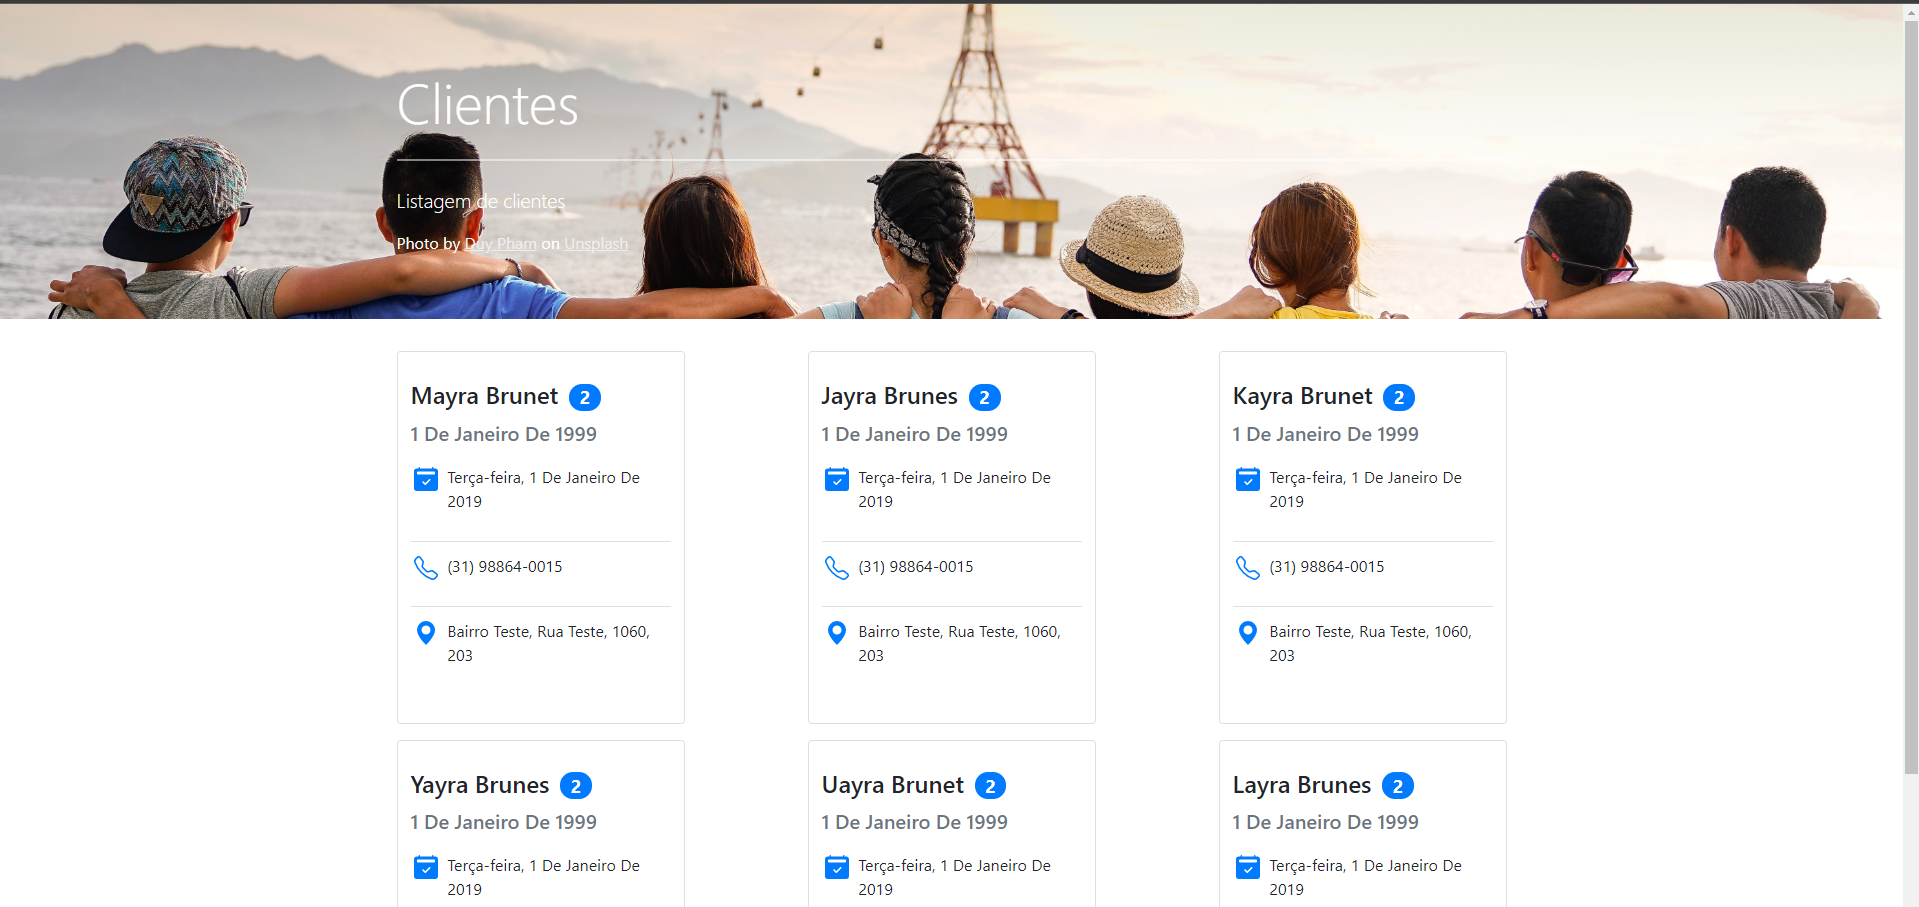 Clientes
Listagem de clientes
Photo by Duy Pham on Unsplash
Mayra Brunet 2
1 De Janeiro De 1999
Terça-feira, 1 De Janeiro De
2019
(31) 98864-0015
Bairro Teste, Rua Teste, 1060,
203
Jayra Brunes 2
1 De Janeiro De 1999
Terça-feira, 1 De Janeiro De
2019
(31) 98864-0015
Bairro Teste, Rua Teste, 1060,
203
Kayra Brunet 2
1 De Janeiro De 1999
Terça-feira, 1 De Janeiro De
2019
(31) 98864-0015
Bairro Teste, Rua Teste, 1060,
203
Yayra Brunes 2
1 De Janeiro De 1999
Terça-feira, 1 De Janeiro De
2019
Uayra Brunet 2
1 De Janeiro De 1999
Terça-feira, 1 De Janeiro De
2019
Layra Brunes 2
1 De Janeiro De 1999
Terça-feira, 1 De Janeiro De
2019